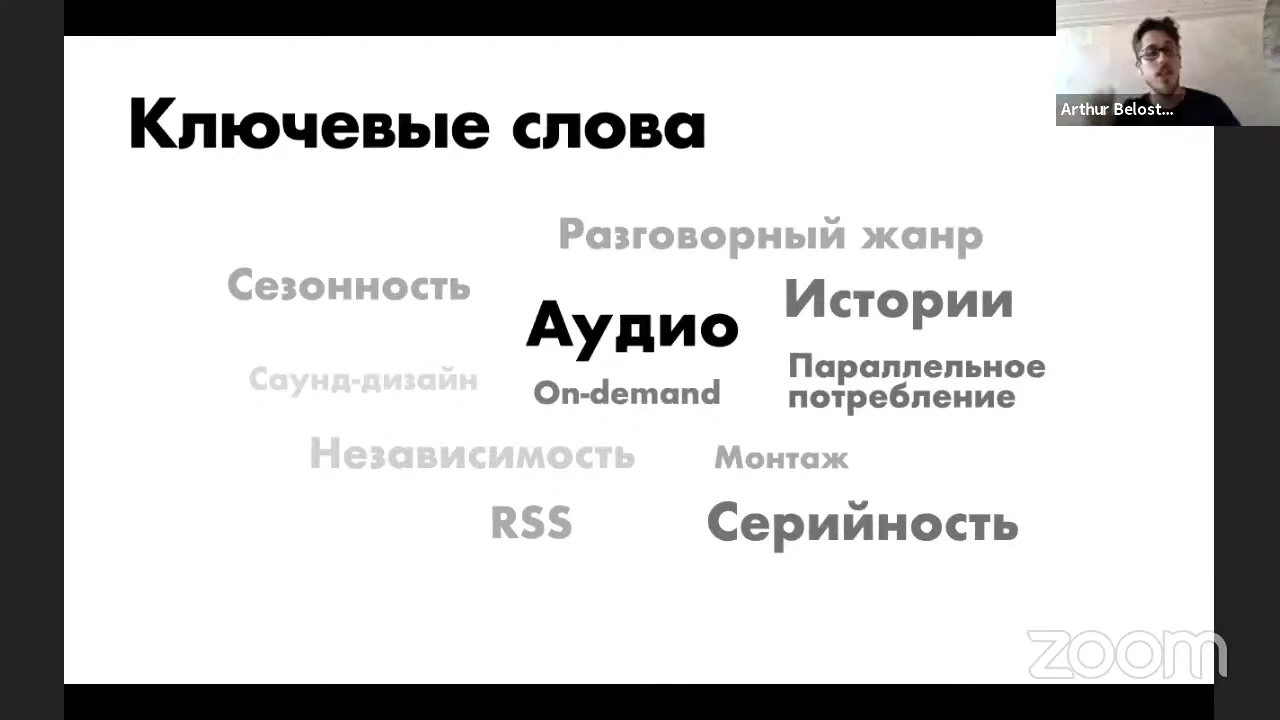 Arthur Belost...
Ключевые слова
Разговорный жанр
Сезонность
Истории
Аудио
Параллельное
потребление
Саунд-дизайн
On-demand
Независимость
Монтаж
RSS
Серийность
zoom